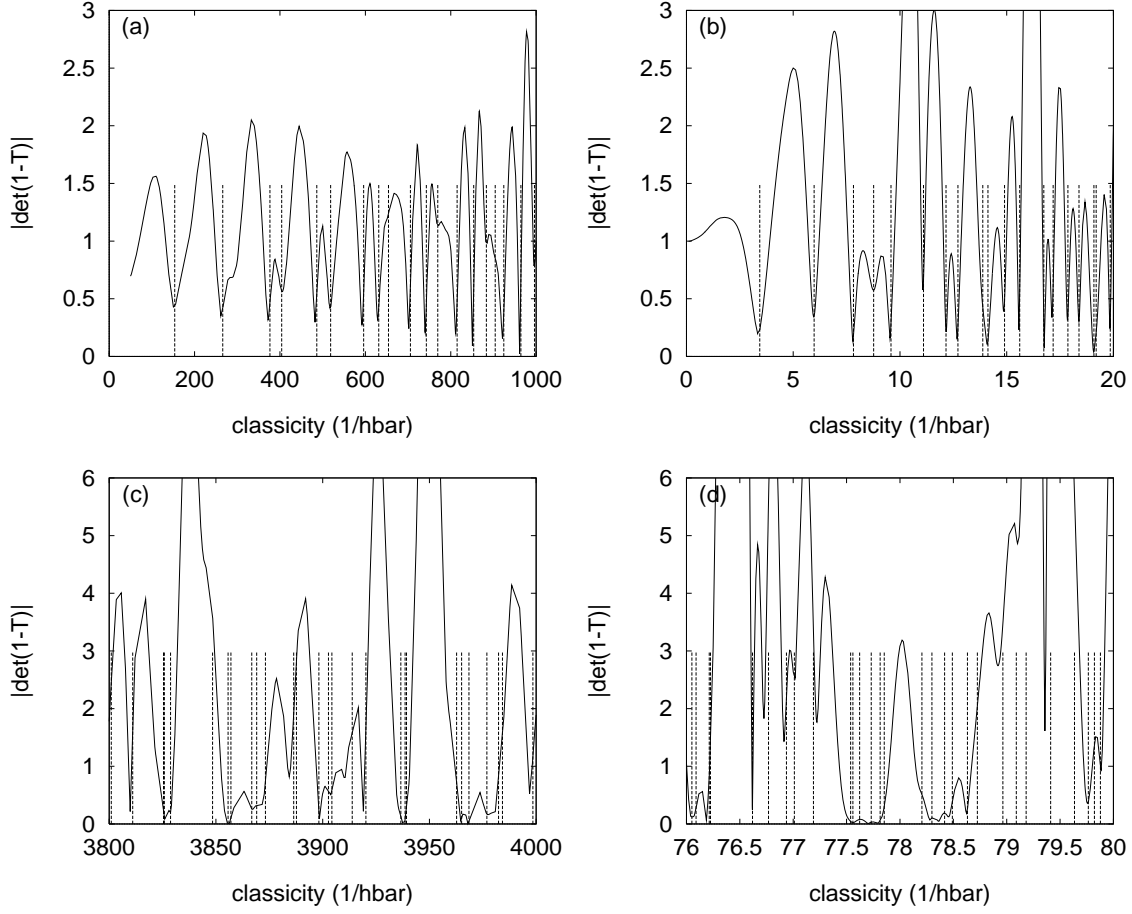 (a)
|det(1-T)|
3
2.5
2
1.5
1
0.5
0
0 200 400 600 800 1000
classicity (1/hbar)
(b)
|det(1-T)|
3
2.5
2
1.5
1
0.5
0
0 5 10 15 20
classicity (1/hbar)
(c)
|det(1-T)|
6
5
4
3
2
1
0
3800 3850 3900 3950 4000
classicity (1/hbar)
(d)
|det(1-T)|
6
5
4
3
2
1
0
76 76.5 77 77.5 78 78.5 79 79.5 80
classicity (1/hbar)